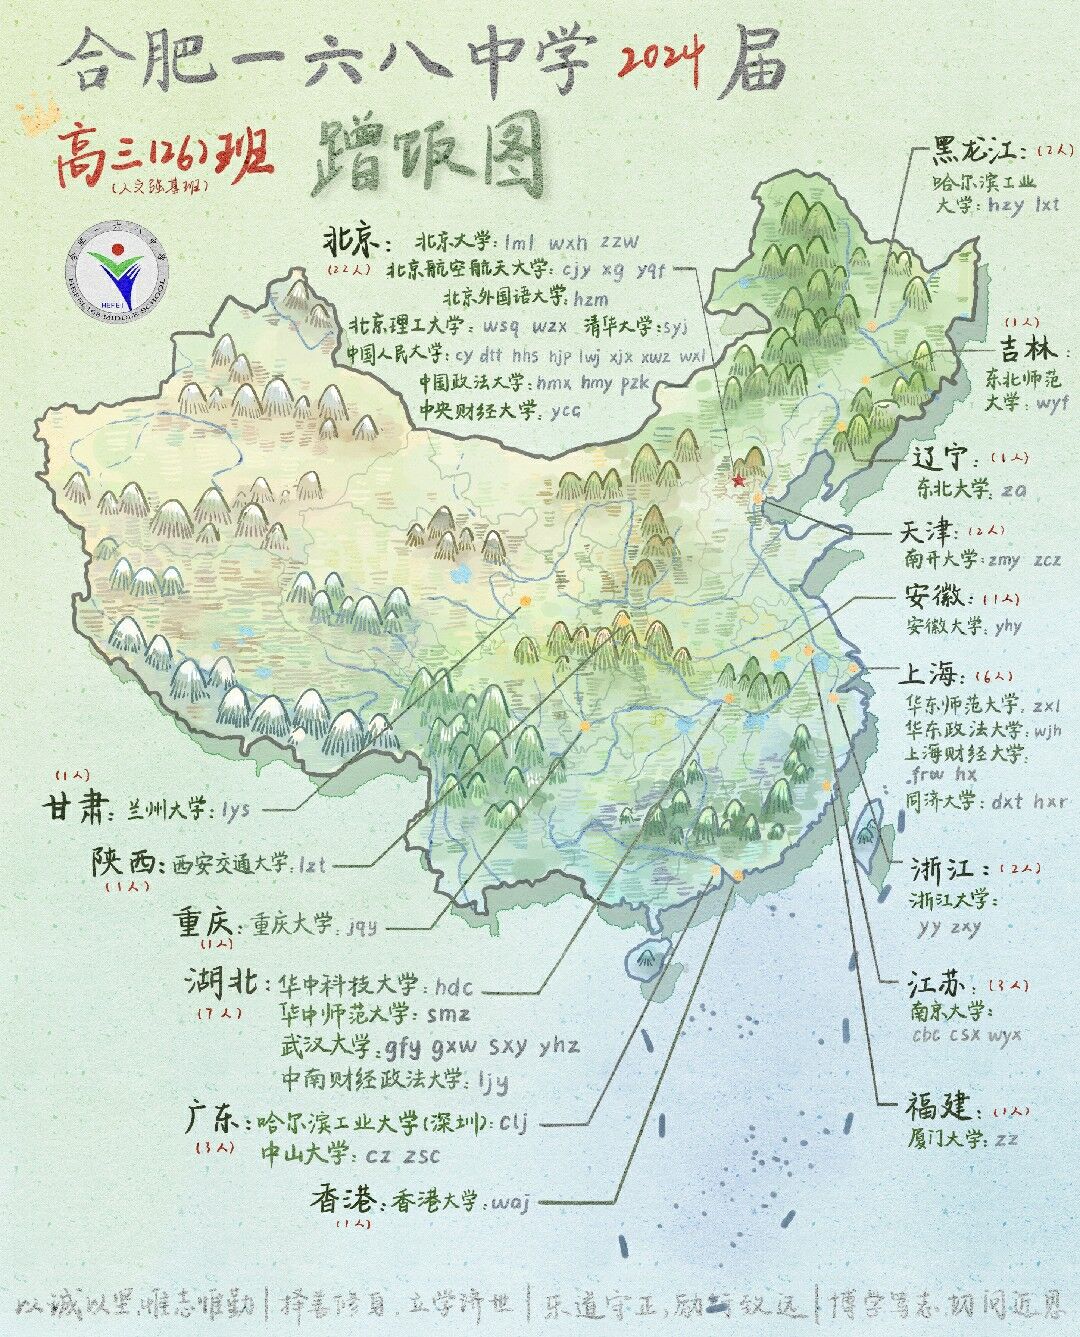 合肥一六八中学2024届
高三(26)班
(人文强基班)
蹭饭图
HEFEI 168 MIDDLE SCHOOL
HEFEI
北京:
(22人)
北京大学: lml wxh zzw
北京航空航天大学: cjy xg yqf
北京外国语大学: hzm
北京理工大学: wsq wzx 清华大学: syj
中国人民大学: cy dtt hhs hjp lwj xjx xwz wxl
中国政法大学: hmx hmy pzk
中央财经大学: ycg
黑龙江: (2人)
哈尔滨工业
大学: hzy lxt
(1人)
吉林:
东北师范
大学: wyf
辽宁: (1人)
东北大学: za
天津: (2人)
南开大学: zmy zcz
安徽: (1人)
安徽大学: yhy
上海: (6人)
华东师范大学: zxl
华东政法大学: wjh
上海财经大学:
frw hx
同济大学: dxt hxr
浙江: (2人)
浙江大学:
yy zxy
江苏: (3人)
南京大学:
cbc csx wyx
福建: (1人)
厦门大学: zz
(1人)
甘肃: 兰州大学: lys
陕西: 西安交通大学: lzt
(1人)
重庆: 重庆大学: jqy
(1人)
湖北: 华中科技大学: hdc
(7人)
华中师范大学: smz
武汉大学: gfy gxw sxy yhz
中南财经政法大学: ljy
广东: 哈尔滨工业大学(深圳): clj
(3人)
中山大学: cz zsc
香港: 香港大学: waj
(1人)
以诚以坚,惟志惟勤|择善修身,立学济世|乐道守正,励行致远|博学笃志,切问近思